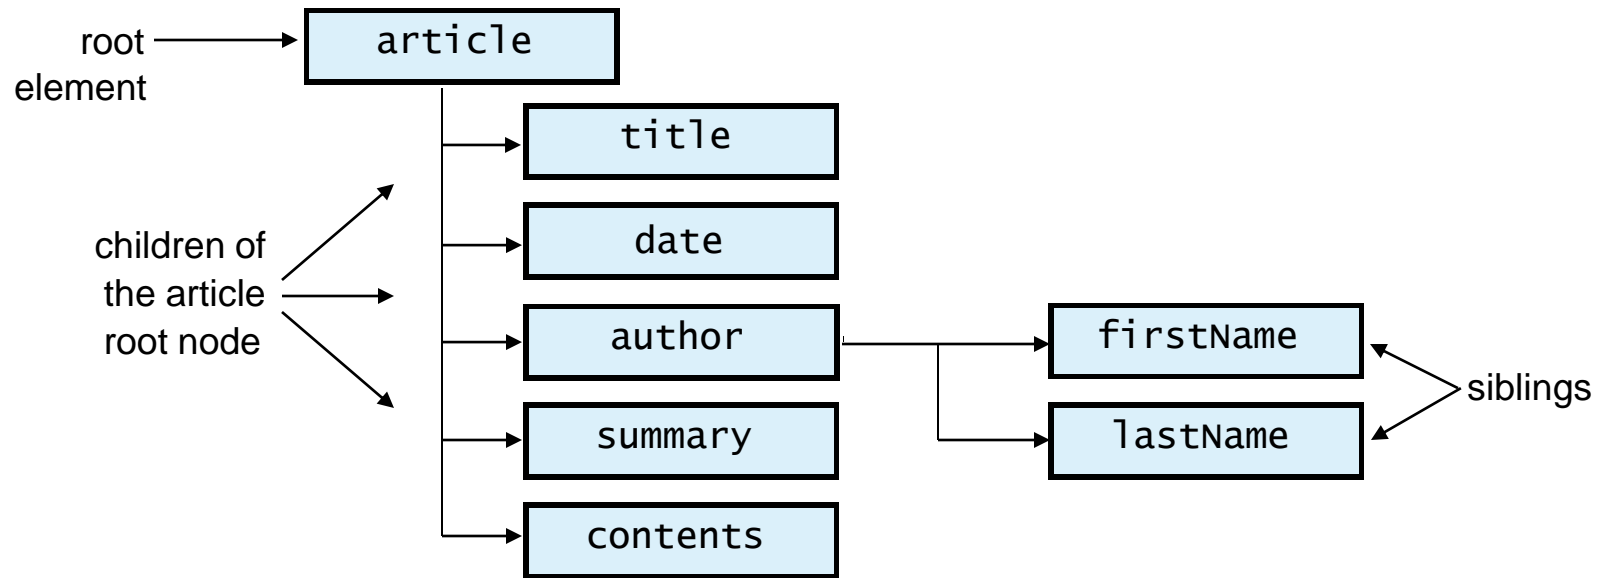 root
element
article
title
date
children of
the article
root node
author
firstName
siblings
summary
lastName
contents